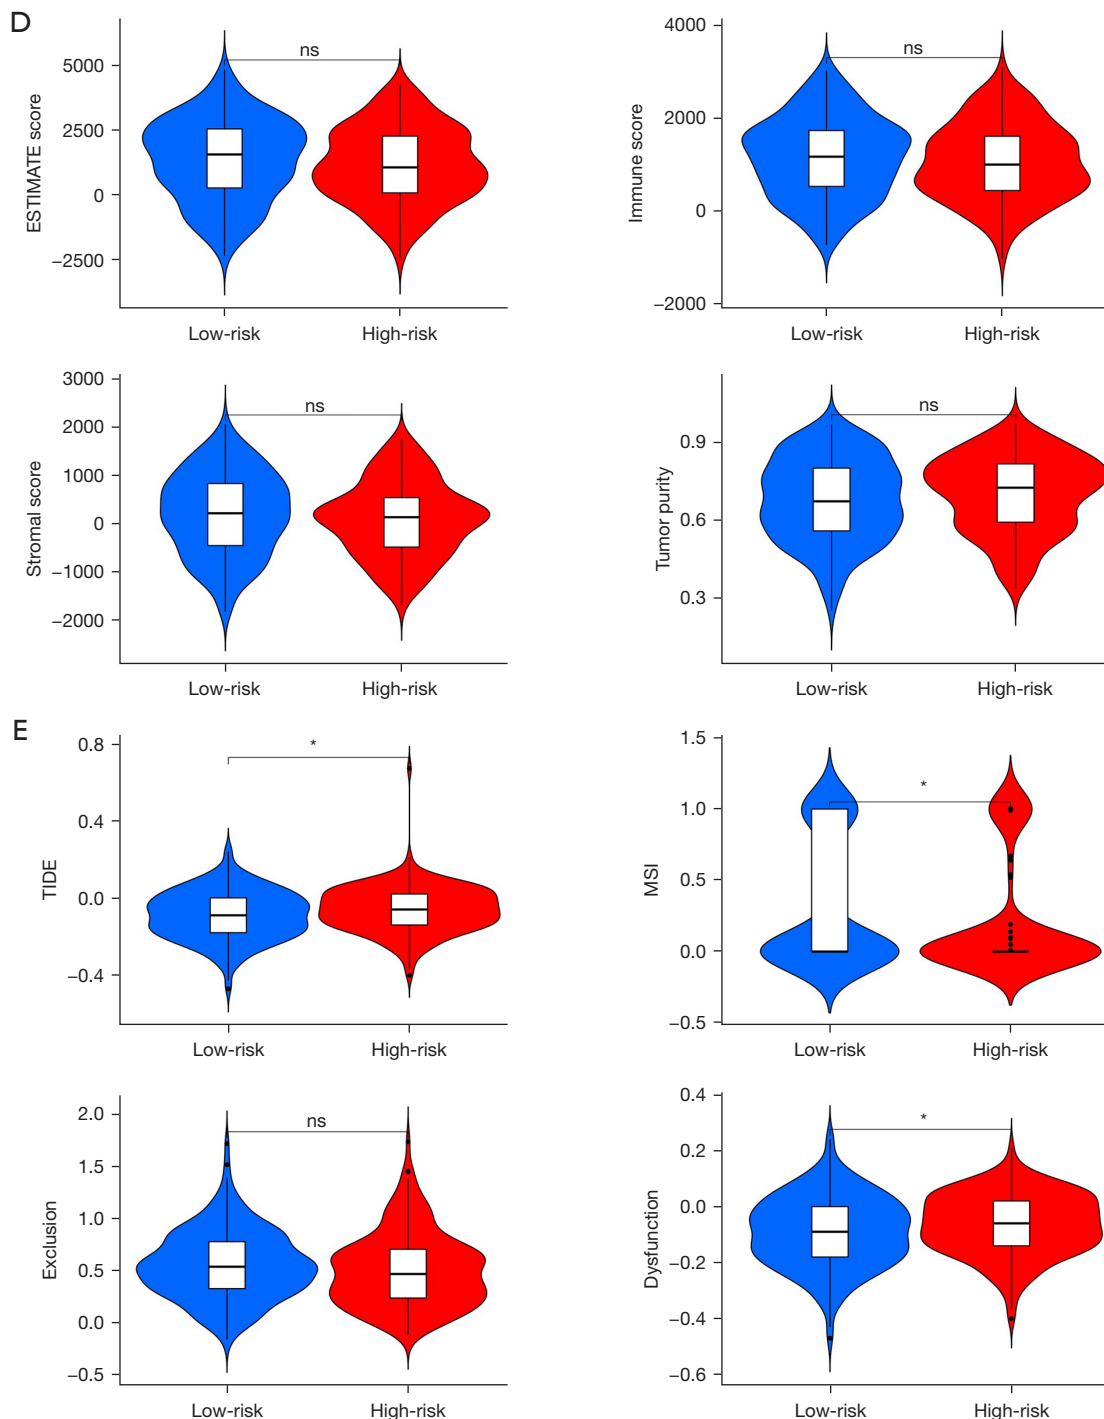 D
ESTIMATE score
5000
2500
0
−2500
ns
Low-risk
High-risk
Immune score
4000
2000
0
−2000
ns
Low-risk
High-risk
Stromal score
3000
2000
1000
0
−1000
−2000
ns
Low-risk
High-risk
Tumor purity
0.9
0.6
0.3
ns
Low-risk
High-risk
E
TIDE
0.8
0.4
0.0
−0.4
*
Low-risk
High-risk
MSI
1.5
1.0
0.5
0.0
−0.5
*
Low-risk
High-risk
Exclusion
2.0
1.5
1.0
0.5
0.0
−0.5
ns
Low-risk
High-risk
Dysfunction
0.4
0.2
0.0
−0.2
−0.4
−0.6
*
Low-risk
High-risk